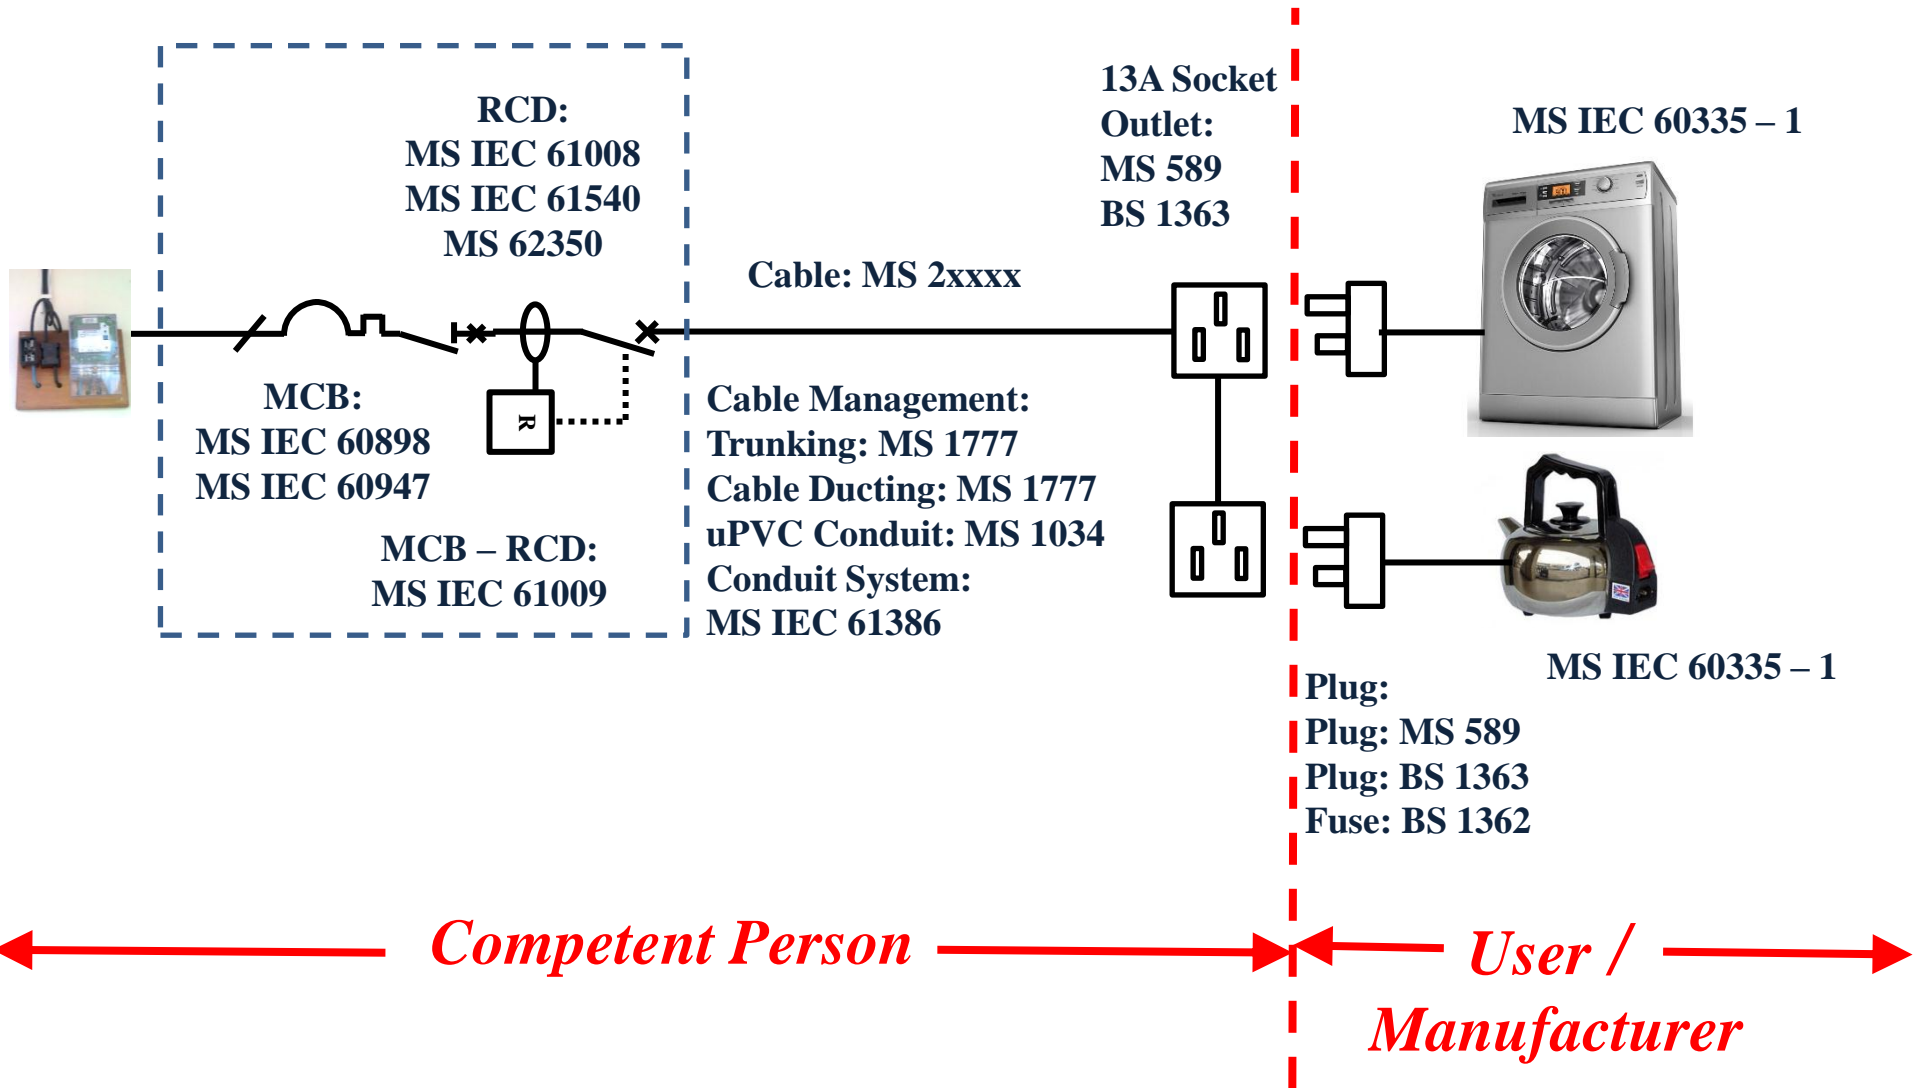 RCD:
MS IEC 61008
MS IEC 61540
MS 62350
MCB:
MS IEC 60898
MS IEC 60947
R
MCB – RCD:
MS IEC 61009
Cable: MS 2xxxx
Cable Management:
Trunking: MS 1777
Cable Ducting: MS 1777
uPVC Conduit: MS 1034
Conduit System:
MS IEC 61386
13A Socket
Outlet:
MS 589
BS 1363
MS IEC 60335 – 1
MS IEC 60335 – 1
Plug:
Plug: MS 589
Plug: BS 1363
Fuse: BS 1362
Competent Person
User /
Manufacturer